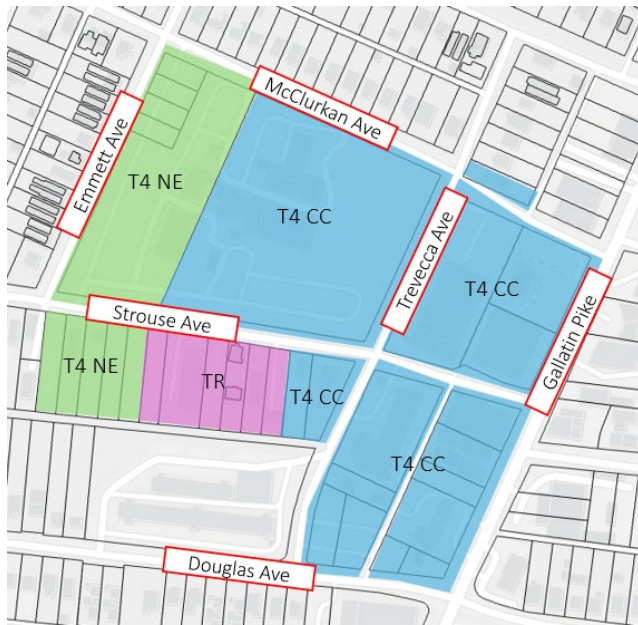 McClurkan Ave
Emmett Ave
T4 NE
T4 CC
Trevecca Ave
T4 CC
Gallatin Pike
Strouse Ave
T4 NE
TR
T4 CC
T4 CC
Douglas Ave